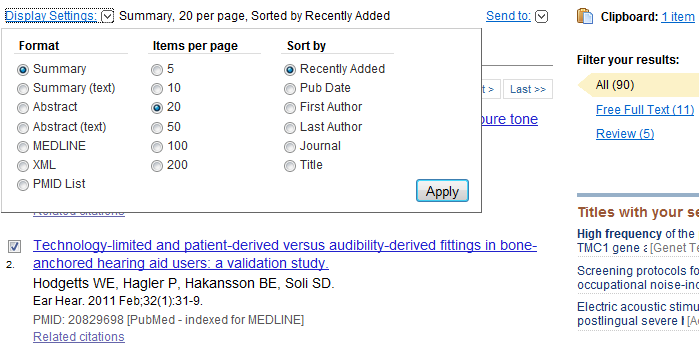 Display Settings: Summary, 20 per page, Sorted by Recently Added
Send to:
Format
Summary
Summary (text)
Abstract
Abstract (text)
MEDLINE
XML
PMID List
Items per page
5
10
20
50
100
200
Sort by
Recently Added
Pub Date
First Author
Last Author
Journal
Title
Apply
Last >>
pure tone
Related citations
2.
Technology-limited and patient-derived versus audibility-derived fittings in bone-
anchored hearing aid users: a validation study.
Hodgetts WE, Hagler P, Hakansson BE, Soli SD.
Ear Hear. 2011 Feb;32(1):31-9.
PMID: 20829698 [PubMed - indexed for MEDLINE]
Related citations
Clipboard: 1 item
Filter your results:
All (90)
Free Full Text (11)
Review (5)
Titles with your se
High frequency of the
TMC1 gene a [Genet Te
Screening protocols fo
occupational noise-ind
Electric acoustic stimu
postlingual severe